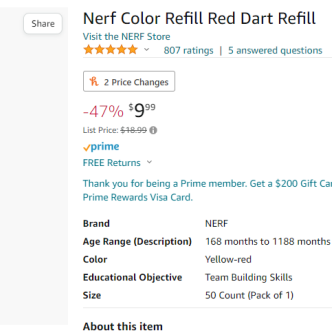 Share
Nerf Color Refill Red Dart Refill
Visit the NERF Store
807 ratings | 5 answered questions
2 Price Changes
-47% $9⁹⁹
List Price: $18.99
prime
FREE Returns
Thank you for being a Prime member. Get a $200 Gift
Prime Rewards Visa Card.
Brand NERF
Age Range (Description) 168 months to 1188 months
Color Yellow-red
Educational Objective Team Building Skills
Size 50 Count (Pack of 1)
About this item